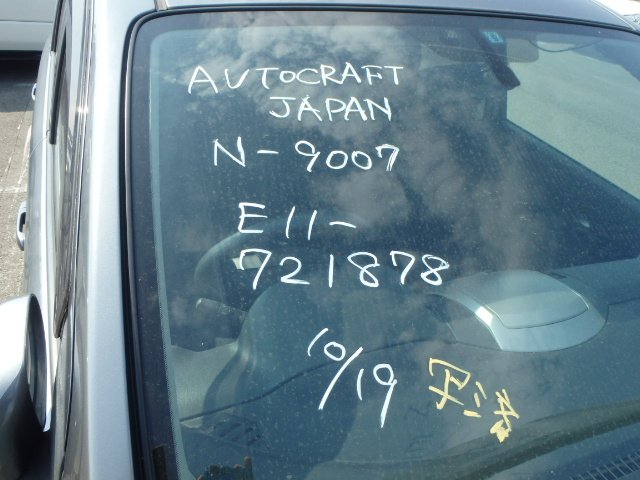 AUTOCRAFT
JAPAN
N-9007
E11-
721878
10/19